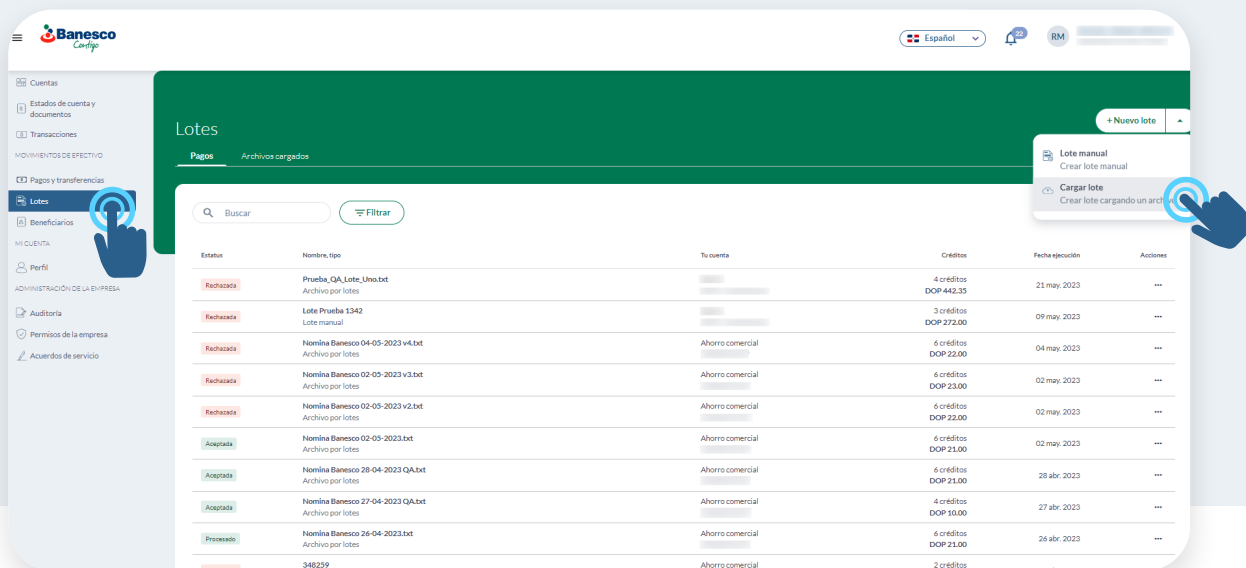 Banesco
Contigo
Español
22
RM
Cuentas
Estados de cuenta y
documentos
Transacciones
MOVIMIENTOS DE EFECTIVO
Pagos y transferencias
Lotes
Beneficiarios
MI CUENTA
Perfil
ADMINISTRACIÓN DE LA EMPRESA
Auditoría
Permisos de la empresa
Acuerdos de servicio
Lotes
+ Nuevo lote
Pagos Archivos cargados
Lote manual
Crear lote manual
Cargar lote
Crear lote cargando un archivo
Buscar
Filtrar
Estatus Nombre, tipo Tu cuenta Créditos Fecha ejecución Acciones
Rechazada Prueba_QA_Lote_Uno.txt 4 créditos 21 may. 2023 ...
Archivo por lotes DOP 442.35
Rechazada Lote Prueba 1342 3 créditos 09 may. 2023 ...
Lote manual DOP 272.00
Rechazada Nomina Banesco 04-05-2023 v4.txt Ahorro comercial 6 créditos 04 may. 2023 ...
Archivo por lotes DOP 22.00
Rechazada Nomina Banesco 02-05-2023 v3.txt Ahorro comercial 6 créditos 02 may. 2023 ...
Archivo por lotes DOP 23.00
Rechazada Nomina Banesco 02-05-2023 v2.txt Ahorro comercial 6 créditos 02 may. 2023 ...
Archivo por lotes DOP 22.00
Aceptada Nomina Banesco 02-05-2023.txt Ahorro comercial 6 créditos 02 may. 2023 ...
Archivo por lotes DOP 21.00
Aceptada Nomina Banesco 28-04-2023 QA.txt Ahorro comercial 6 créditos 28 abr. 2023 ...
Archivo por lotes DOP 21.00
Aceptada Nomina Banesco 27-04-2023 QA.txt Ahorro comercial 4 créditos 27 abr. 2023 ...
Archivo por lotes DOP 10.00
Procesado Nomina Banesco 26-04-2023.txt Ahorro comercial 6 créditos 26 abr. 2023 ...
Archivo por lotes DOP 21.00
348259 Ahorro comercial 2 créditos